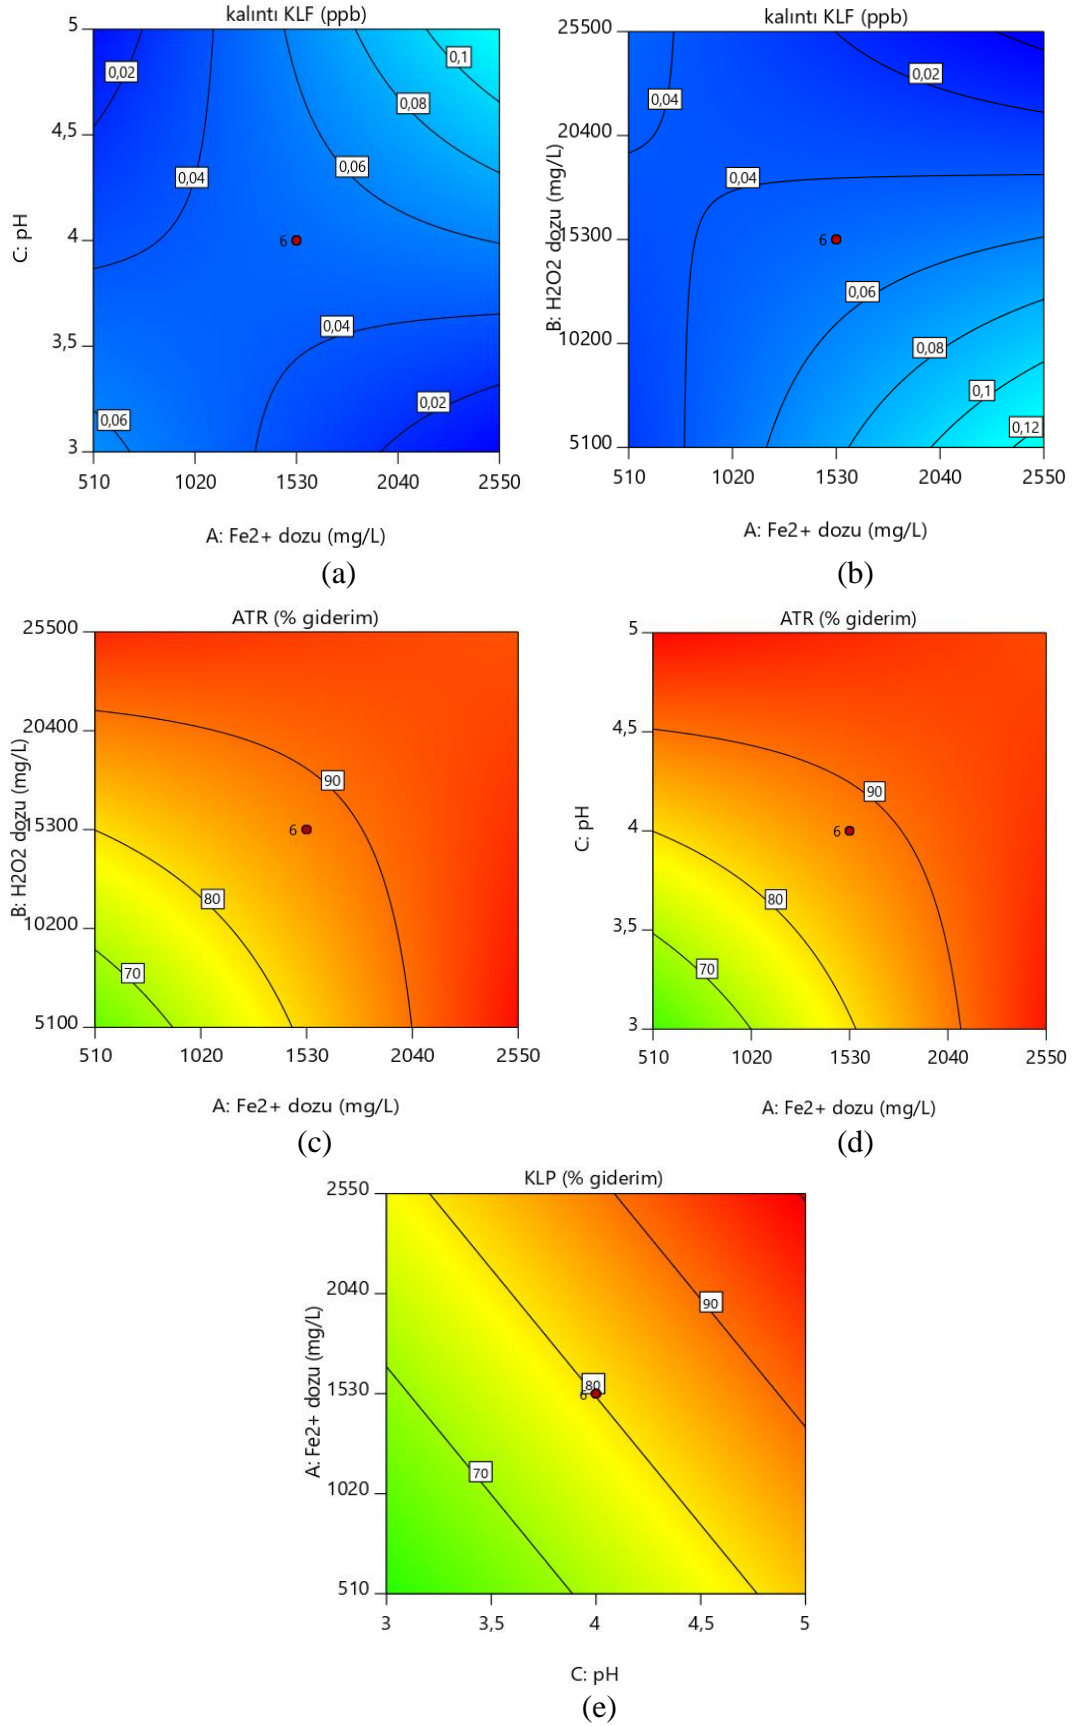 kalıntı KLF (ppb)
5
4,5
4
3,5
3
C: pH
0,02
0,1
0,08
0,06
0,04
6
0,04
0,02
0,06
510 1020 1530 2040 2550
A: Fe2+ dozu (mg/L)
(a)
kalıntı KLF (ppb)
25500
20400
15300
10200
5100
B: H2O2 dozu (mg/L)
0,02
0,04
0,04
6
0,06
0,08
0,1
0,12
510 1020 1530 2040 2550
A: Fe2+ dozu (mg/L)
(b)
ATR (% giderim)
25500
20400
15300
10200
5100
B: H2O2 dozu (mg/L)
90
6
80
70
510 1020 1530 2040 2550
A: Fe2+ dozu (mg/L)
(c)
ATR (% giderim)
5
4,5
4
3,5
3
C: pH
90
6
80
70
510 1020 1530 2040 2550
A: Fe2+ dozu (mg/L)
(d)
KLP (% giderim)
2550
2040
1530
1020
510
A: Fe2+ dozu (mg/L)
90
80
6
70
3 3,5 4 4,5 5
C: pH
(e)